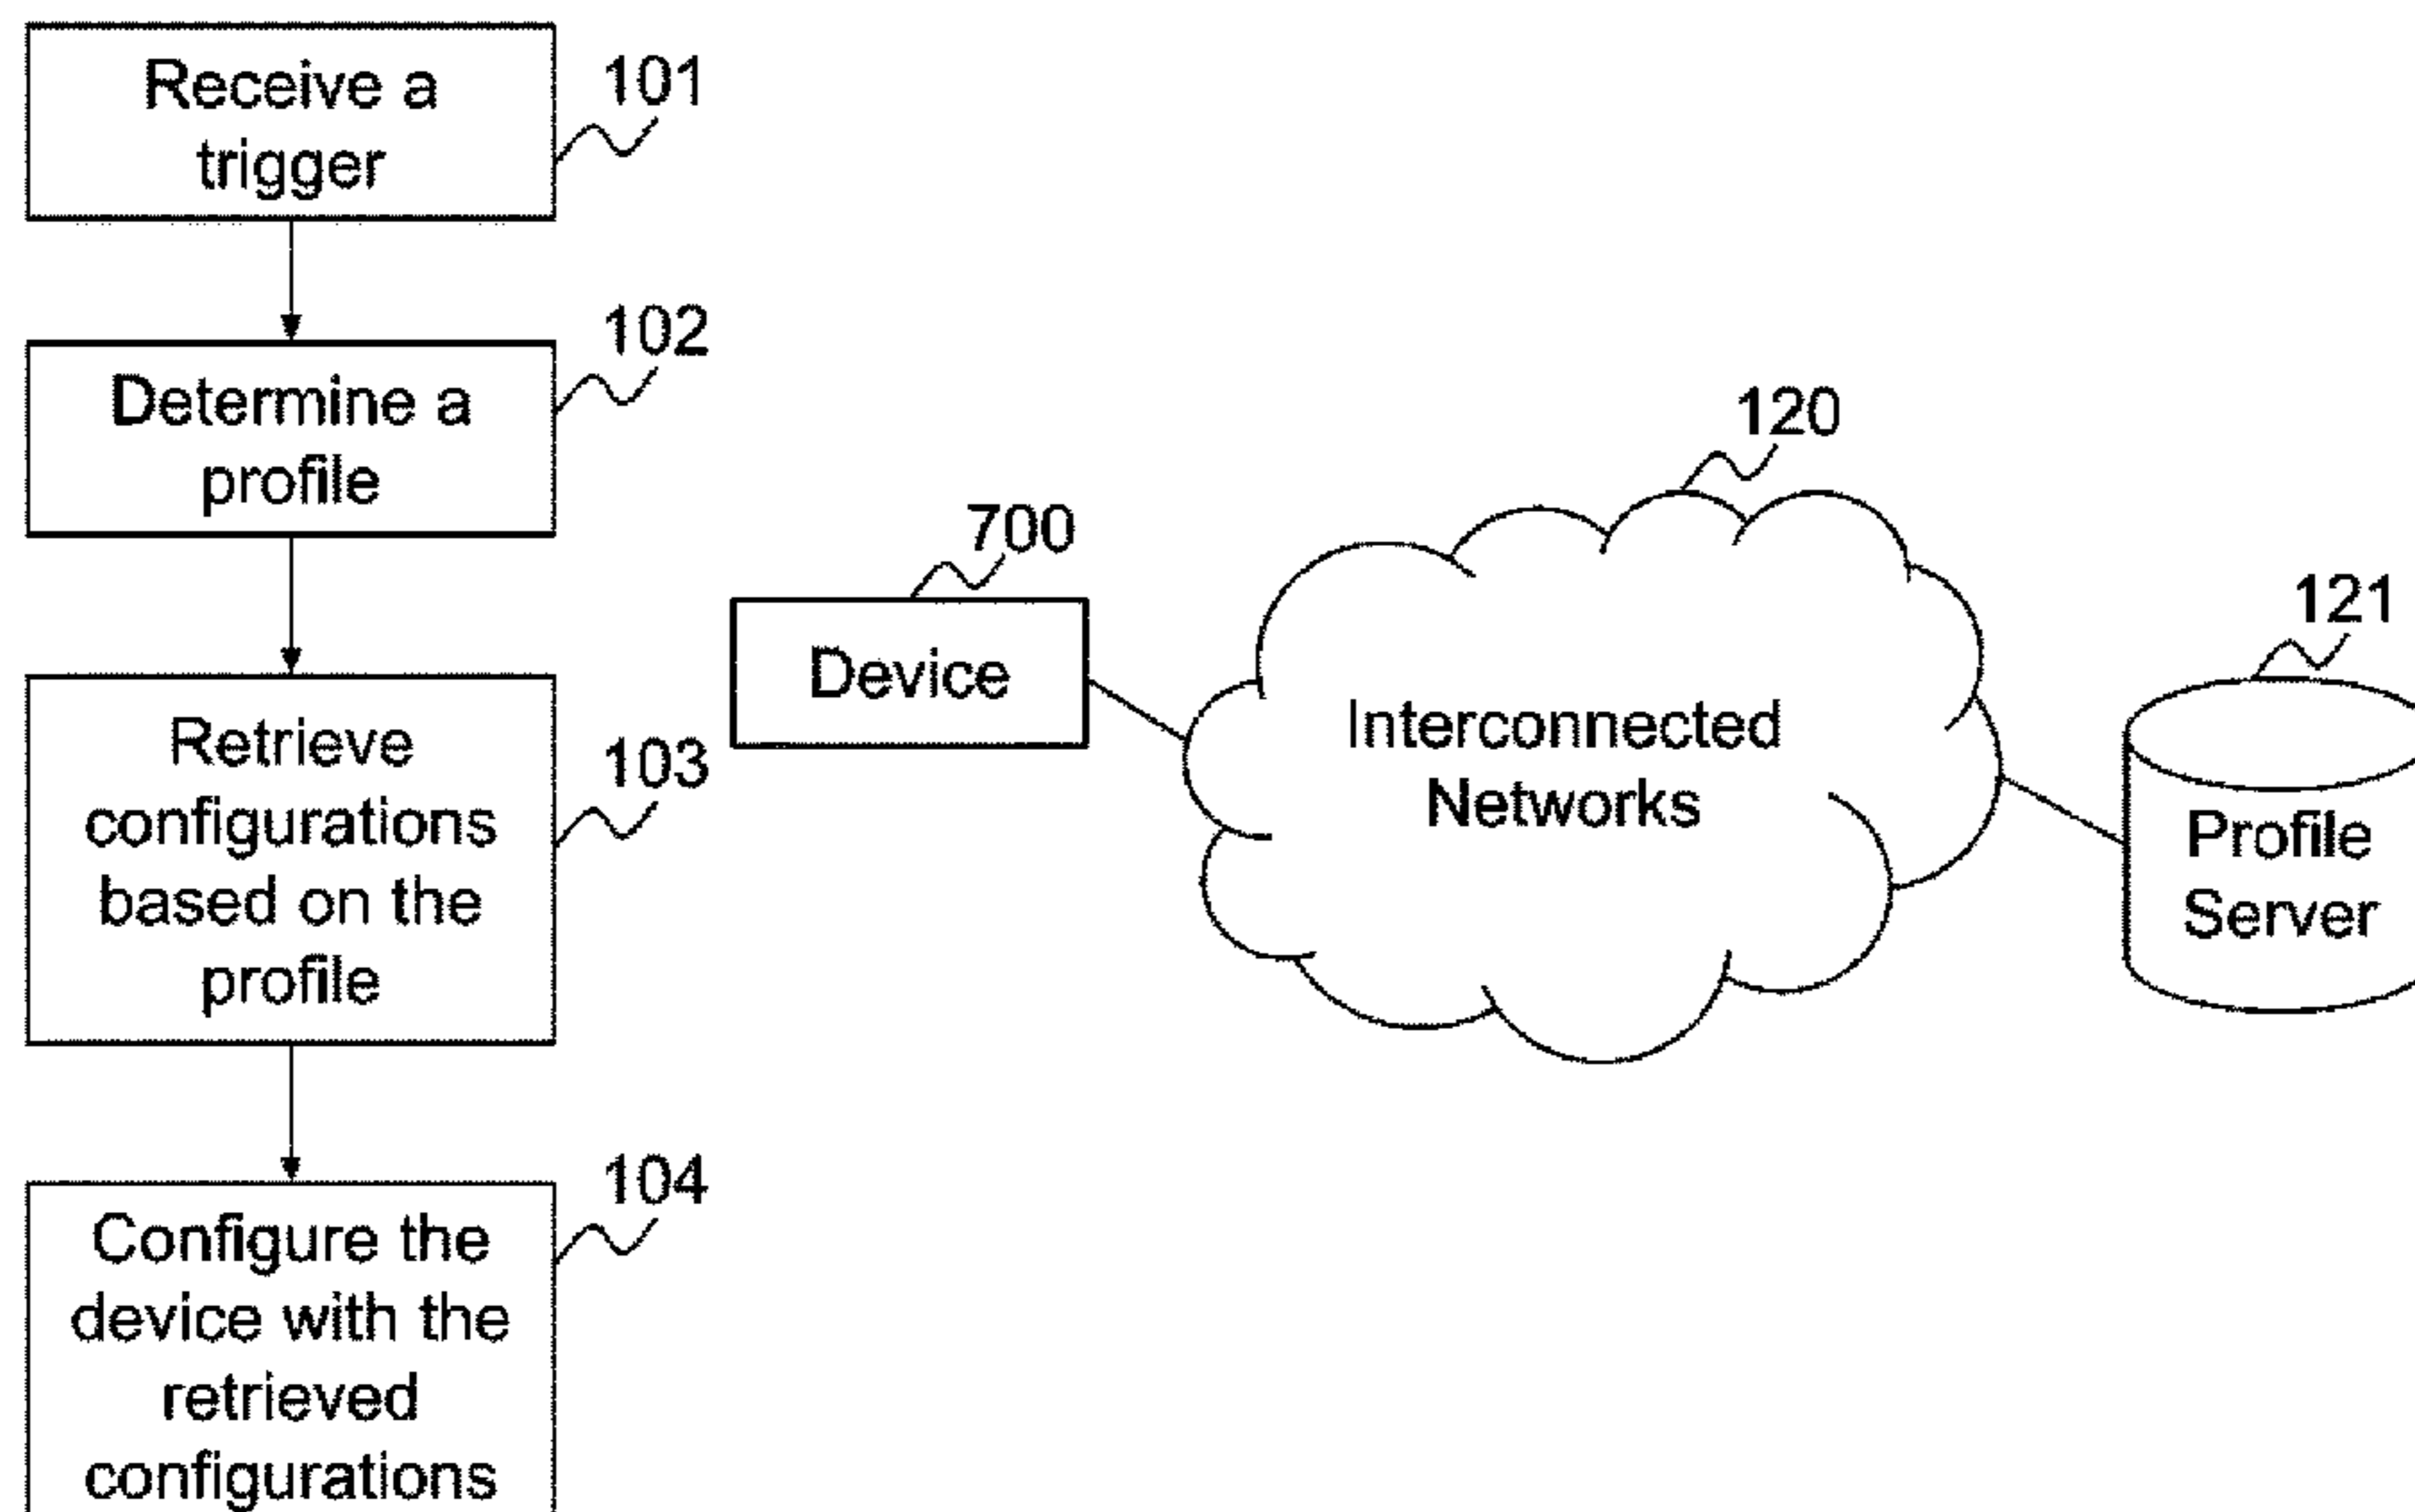 Receive a
trigger
101
Determine a
profile
102
Retrieve
configurations
based on the
profile
103
Configure the
device with the
retrieved
configurations
104
700
Device
120
Interconnected
Networks
121
Profile
Server